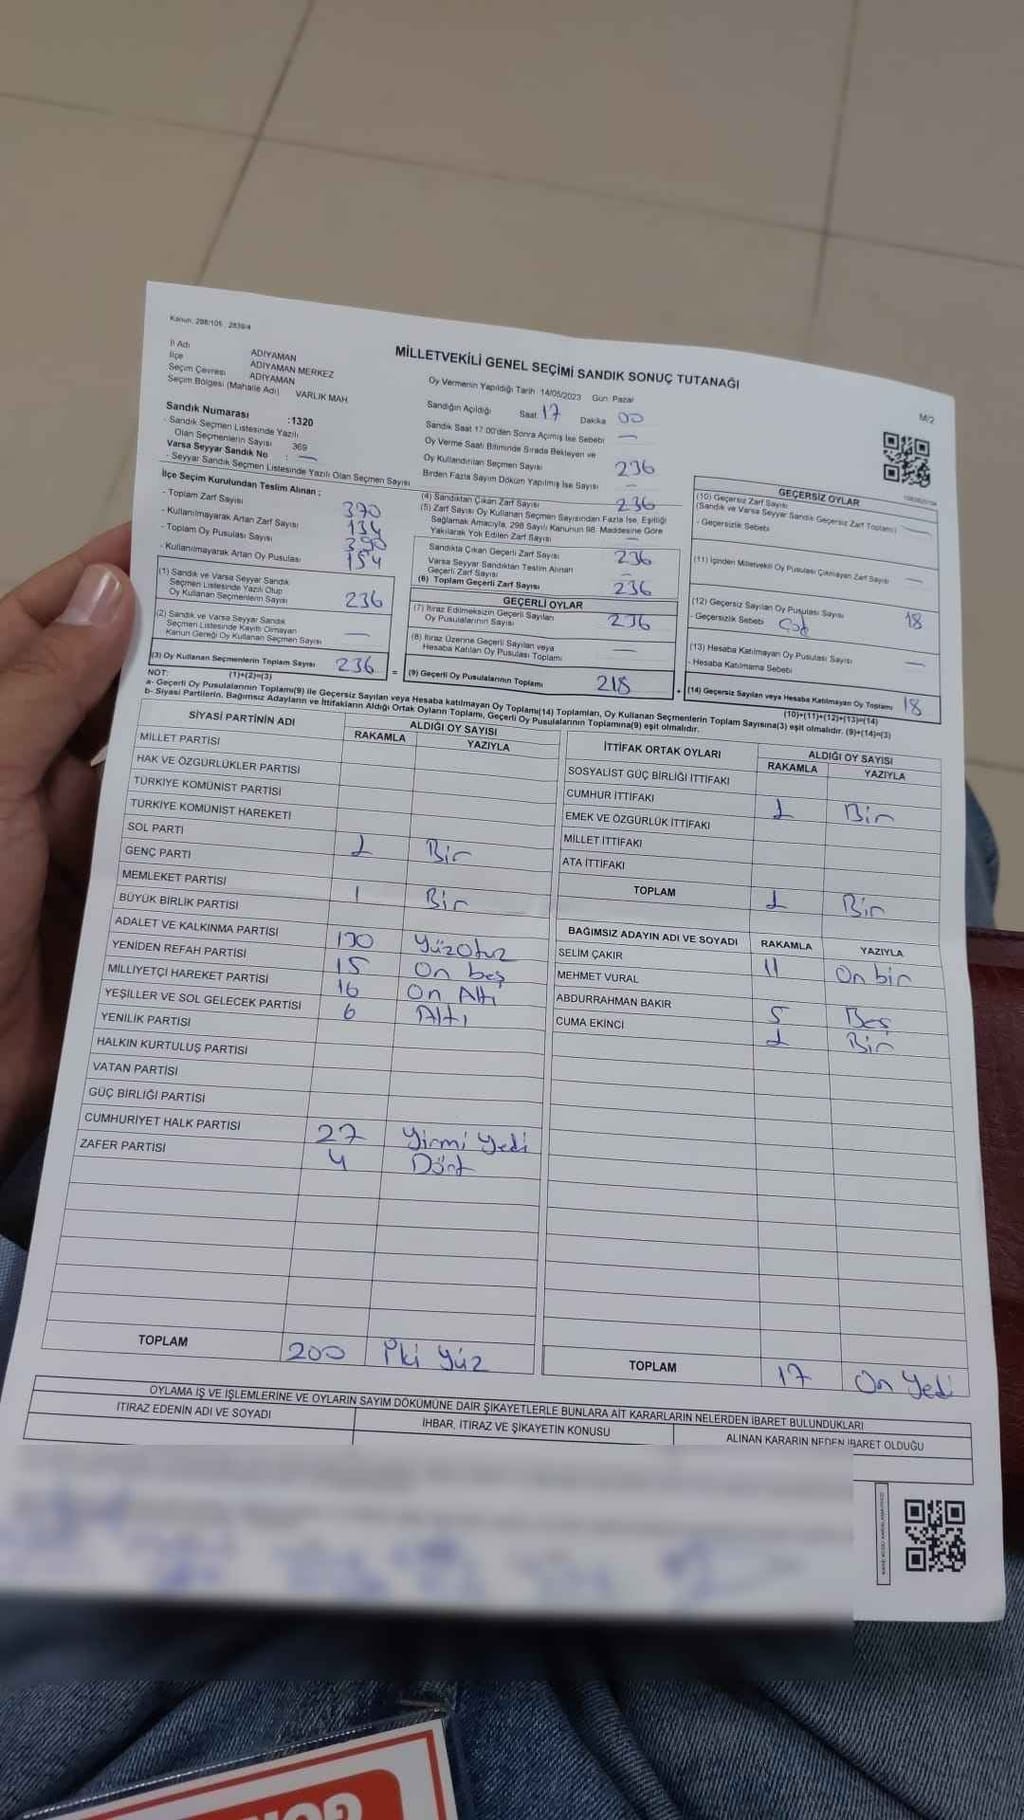 Kanun: 298/105 , 2839/4
MİLLETVEKİLİ GENEL SEÇİMİ SANDIK SONUÇ TUTANAĞI
M/2
İl Adı ADIYAMAN
İlçe ADIYAMAN MERKEZ
Seçim Çevresi ADIYAMAN
Seçim Bölgesi (Mahalle Adı) VARLIK MAH.
Oy Vermenin Yapıldığı Tarih 14/05/2023 Gün: Pazar
Sandığın Açıldığı Saat 17 Dakika 00
Sandık Saat 17.00'den Sonra Açılmış İse Sebebi —
Oy Verme Saati Bitiminde Sırada Bekleyen ve
Oy Kullandırılan Seçmen Sayısı 236
Birden Fazla Sayım Döküm Yapılmış İse Sayısı —
Sandık Numarası :1320
- Sandık Seçmen Listesinde Yazılı
Olan Seçmenlerin Sayısı 369
Varsa Seyyar Sandık No : —
- Seyyar Sandık Seçmen Listesinde Yazılı Olan Seçmen Sayısı
İlçe Seçim Kurulundan Teslim Alınan :
- Toplam Zarf Sayısı 370
- Kullanılmayarak Artan Zarf Sayısı 134
- Toplam Oy Pusulası Sayısı
- Kullanılmayarak Artan Oy Pusulası 154
(1) Sandık ve Varsa Seyyar Sandık
Seçmen Listesinde Yazılı Olup
Oy Kullanan Seçmenlerin Sayısı 236
(2) Sandık ve Varsa Seyyar Sandık
Seçmen Listesinde Kayıtlı Olmayan
Kanun Gereği Oy Kullanan Seçmen Sayısı —
(3) Oy Kullanan Seçmenlerin Toplam Sayısı 236 =
(1)+(2)=(3)
(4) Sandıktan Çıkan Zarf Sayısı 236
(5) Zarf Sayısı Oy Kullanan Seçmen Sayısından Fazla İse, Eşitliği
Sağlamak Amacıyla, 298 Sayılı Kanunun 98. Maddesine Göre
Yakılarak Yok Edilen Zarf Sayısı —
Sandıkta Çıkan Geçerli Zarf Sayısı 236
Varsa Seyyar Sandıktan Teslim Alınan
Geçerli Zarf Sayısı —
(6) Toplam Geçerli Zarf Sayısı 236
GEÇERLİ OYLAR
(7) İtiraz Edilmeksizin Geçerli Sayılan
Oy Pusulalarının Sayısı 236
(8) İtiraz Üzerine Geçerli Sayılan veya
Hesaba Katılan Oy Pusulası Toplamı —
(9) Geçerli Oy Pusulalarının Toplamı 218 +
GEÇERSİZ OYLAR
(10) Geçersiz Zarf Sayısı
(Sandık ve Varsa Seyyar Sandık Geçersiz Zarf Toplamı) —
- Geçersizlik Sebebi
(11) İçinden Milletvekili Oy Pusulası Çıkmayan Zarf Sayısı —
(12) Geçersiz Sayılan Oy Pusulası Sayısı 18
- Geçersizlik Sebebi
(13) Hesaba Katılmayan Oy Pusulası Sayısı —
- Hesaba Katılmama Sebebi
(14) Geçersiz Sayılan veya Hesaba Katılmayan Oy Toplamı 18
(10)+(11)+(12)+(13)=(14)
NOT:
a- Geçerli Oy Pusulalarının Toplamı(9) ile Geçersiz Sayılan veya Hesaba katılmayan Oy Toplamı(14) Toplamları, Oy Kullanan Seçmenlerin Toplam Sayısına(3) eşit olmalıdır. (9)+(14)=(3)
b- Siyasi Partilerin, Bağımsız Adayların ve İttifakların Aldığı Ortak Oyların Toplamı, Geçerli Oy Pusulalarının Toplamına(9) eşit olmalıdır.
SİYASİ PARTİNİN ADI ALDIĞI OY SAYISI
RAKAMLA YAZIYLA
MİLLET PARTİSİ
HAK VE ÖZGÜRLÜKLER PARTİSİ
TÜRKİYE KOMÜNİST PARTİSİ
TÜRKİYE KOMÜNİST HAREKETİ
SOL PARTİ
GENÇ PARTİ 1 Bir
MEMLEKET PARTİSİ
BÜYÜK BİRLİK PARTİSİ 1 Bir
ADALET VE KALKINMA PARTİSİ 130 Yüzotuz
YENİDEN REFAH PARTİSİ 15 On beş
MİLLİYETÇİ HAREKET PARTİSİ 16 On Altı
YEŞİLLER VE SOL GELECEK PARTİSİ 6 Altı
YENİLİK PARTİSİ
HALKIN KURTULUŞ PARTİSİ
VATAN PARTİSİ
GÜÇ BİRLİĞİ PARTİSİ
CUMHURİYET HALK PARTİSİ 27 Yirmi Yedi
ZAFER PARTİSİ 4 Dört
TOPLAM 200 İki Yüz
İTTİFAK ORTAK OYLARI ALDIĞI OY SAYISI
RAKAMLA YAZIYLA
SOSYALİST GÜÇ BİRLİĞİ İTTİFAKI
CUMHUR İTTİFAKI 1 Bir
EMEK VE ÖZGÜRLÜK İTTİFAKI
MİLLET İTTİFAKI
ATA İTTİFAKI
TOPLAM 1 Bir
BAĞIMSIZ ADAYIN ADI VE SOYADI RAKAMLA YAZIYLA
SELİM ÇAKIR 11 On bir
MEHMET VURAL
ABDURRAHMAN BAKIR 5 Beş
CUMA EKİNCİ 1 Bir
TOPLAM 17 On Yedi
OYLAMA İŞ VE İŞLEMLERİNE VE OYLARIN SAYIM DÖKÜMÜNE DAİR ŞİKAYETLERLE BUNLARA AİT KARARLARIN NELERDEN İBARET BULUNDUKLARI
İTİRAZ EDENİN ADI VE SOYADI İHBAR, İTİRAZ VE ŞİKAYETİN KONUSU ALINAN KARARIN NEDEN İBARET OLDUĞU